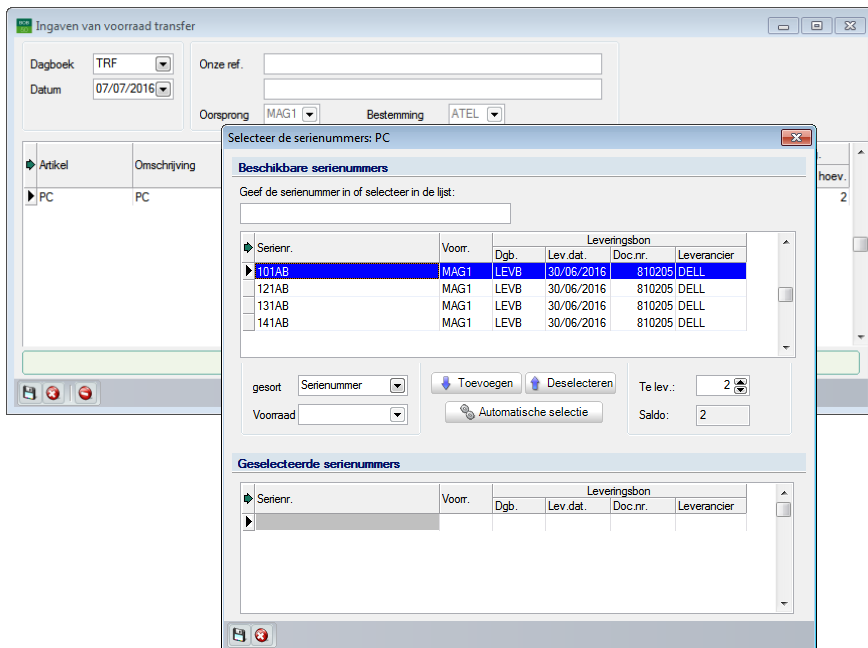 Ingaven van voorraad transfer
Dagboek TRF Onze ref.
Datum 07/07/2016
Oorsprong MAG1 Bestemming ATEL
Artikel Omschrijving hoev.
PC PC 2
Selecteer de serienummers: PC
Beschikbare serienummers
Geef de serienummer in of selecteer in de lijst:
Serienr. Voorr. Leveringsbon
Dgb. Lev.dat. Doc.nr. Leverancier
101AB MAG1 LEVB 30/06/2016 810205 DELL
121AB MAG1 LEVB 30/06/2016 810205 DELL
131AB MAG1 LEVB 30/06/2016 810205 DELL
141AB MAG1 LEVB 30/06/2016 810205 DELL
gesort Serienummer Toevoegen Deselecteren Te lev.: 2
Voorraad Automatische selectie Saldo: 2
Geselecteerde serienummers
Serienr. Voorr. Leveringsbon
Dgb. Lev.dat. Doc.nr. Leverancier